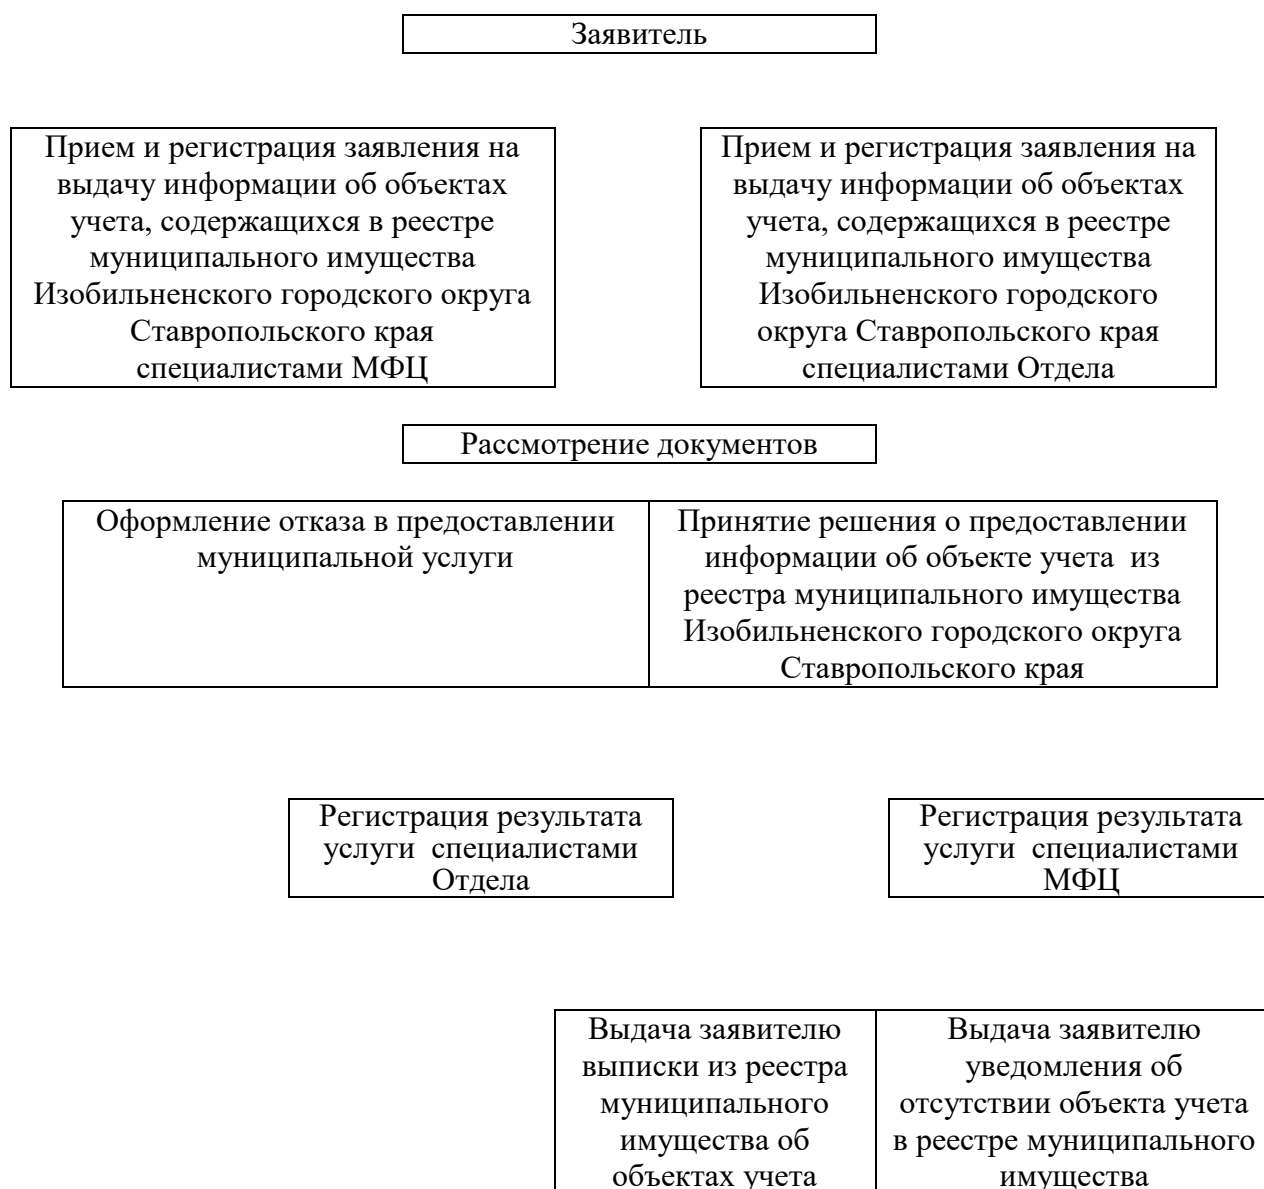 Заявитель
Прием и регистрация заявления на
выдачу информации об объектах
учета, содержащихся в реестре
муниципального имущества
Изобильненского городского округа
Ставропольского края
специалистами МФЦ
Прием и регистрация заявления на
выдачу информации об объектах
учета, содержащихся в реестре
муниципального имущества
Изобильненского городского
округа Ставропольского края
специалистами Отдела
Рассмотрение документов
Оформление отказа в предоставлении
муниципальной услуги
Принятие решения о предоставлении
информации об объекте учета из
реестра муниципального имущества
Изобильненского городского округа
Ставропольского края
Регистрация результата
услуги специалистами
Отдела
Регистрация результата
услуги специалистами
МФЦ
Выдача заявителю
выписки из реестра
муниципального
имущества об
объектах учета
Выдача заявителю
уведомления об
отсутствии объекта учета
в реестре муниципального
имущества